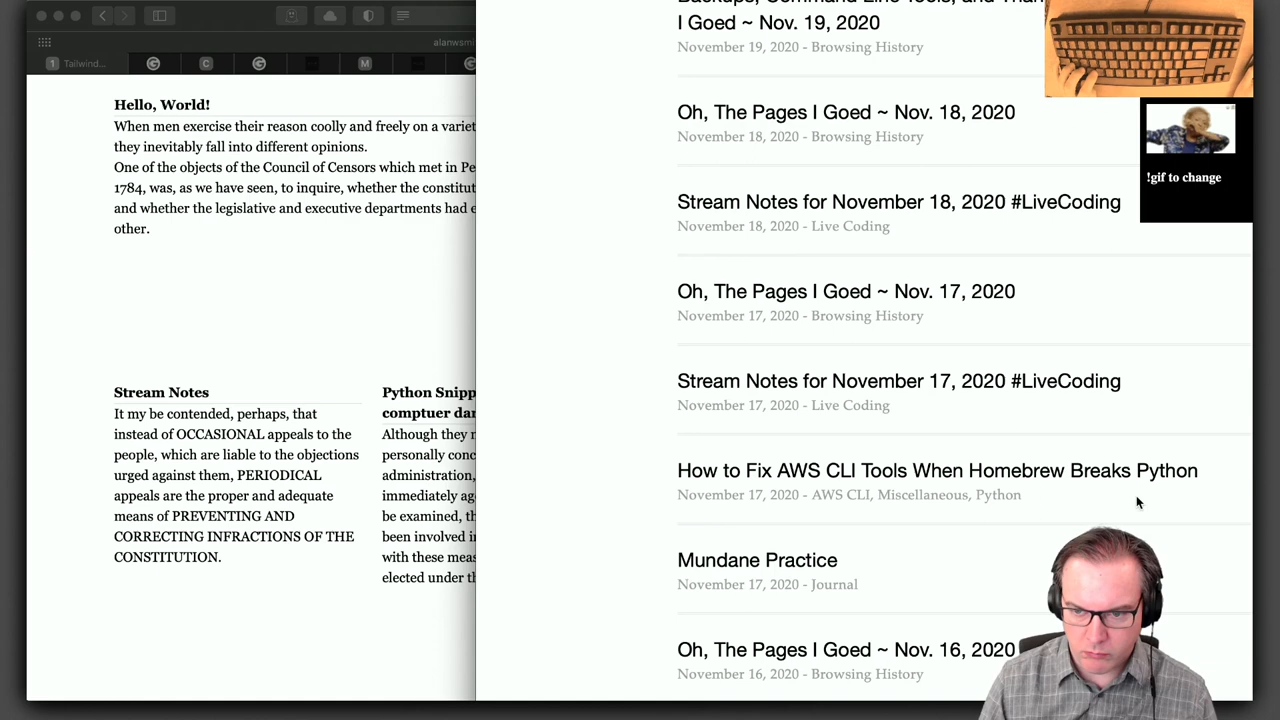 alanwsmi
1
Tailwind...
C
M
Hello, World!
When men exercise their reason coolly and freely on a variet
they inevitably fall into different opinions.
One of the objects of the Council of Censors which met in Pe
1784, was, as we have seen, to inquire, whether the constitut
and whether the legislative and executive departments had e
other.
Stream Notes
It my be contended, perhaps, that
instead of OCCASIONAL appeals to the
people, which are liable to the objections
urged against them, PERIODICAL
appeals are the proper and adequate
means of PREVENTING AND
CORRECTING INFRACTIONS OF THE
CONSTITUTION.
Python Snipp
comptuer dar
Although they m
personally conc
administration,
immediately ag
be examined, th
been involved i
with these meas
elected under th
Backups, Command Line Tools, and Than
I Goed ~ Nov. 19, 2020
November 19, 2020 - Browsing History
Oh, The Pages I Goed ~ Nov. 18, 2020
November 18, 2020 - Browsing History
Stream Notes for November 18, 2020 #LiveCoding
November 18, 2020 - Live Coding
Oh, The Pages I Goed ~ Nov. 17, 2020
November 17, 2020 - Browsing History
Stream Notes for November 17, 2020 #LiveCoding
November 17, 2020 - Live Coding
How to Fix AWS CLI Tools When Homebrew Breaks Python
November 17, 2020 - AWS CLI, Miscellaneous, Python
Mundane Practice
November 17, 2020 - Journal
Oh, The Pages I Goed ~ Nov. 16, 2020
November 16, 2020 - Browsing History
!gif to change